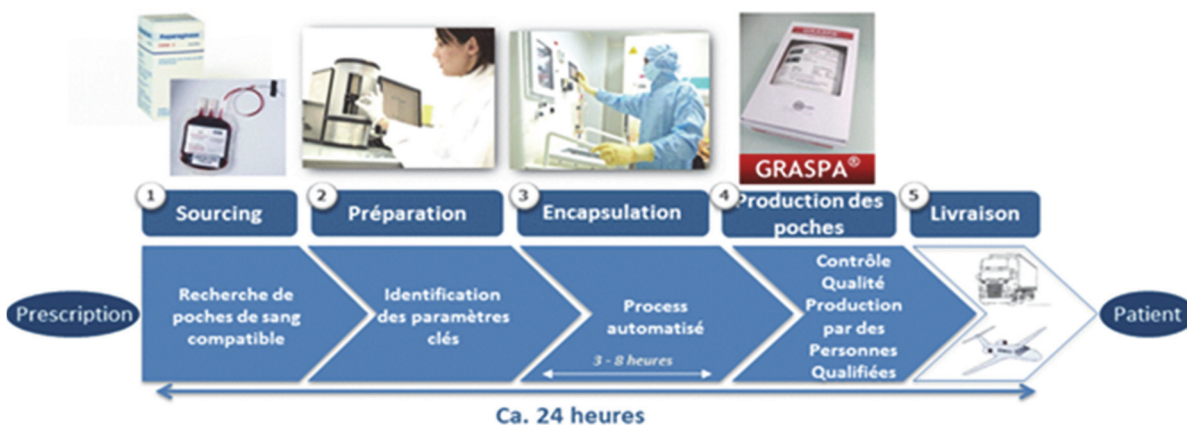 Asparaginase
GRASPA
GRASPA®
1
Sourcing
2
Préparation
3
Encapsulation
4
Production des
poches
5
Livraison
Prescription
Recherche de
poches de sang
compatible
Identification
des paramètres
clés
Process
automatisé
3 - 8 heures
Contrôle
Qualité
Production
par des
Personnes
Qualifiées
Patient
Ca. 24 heures